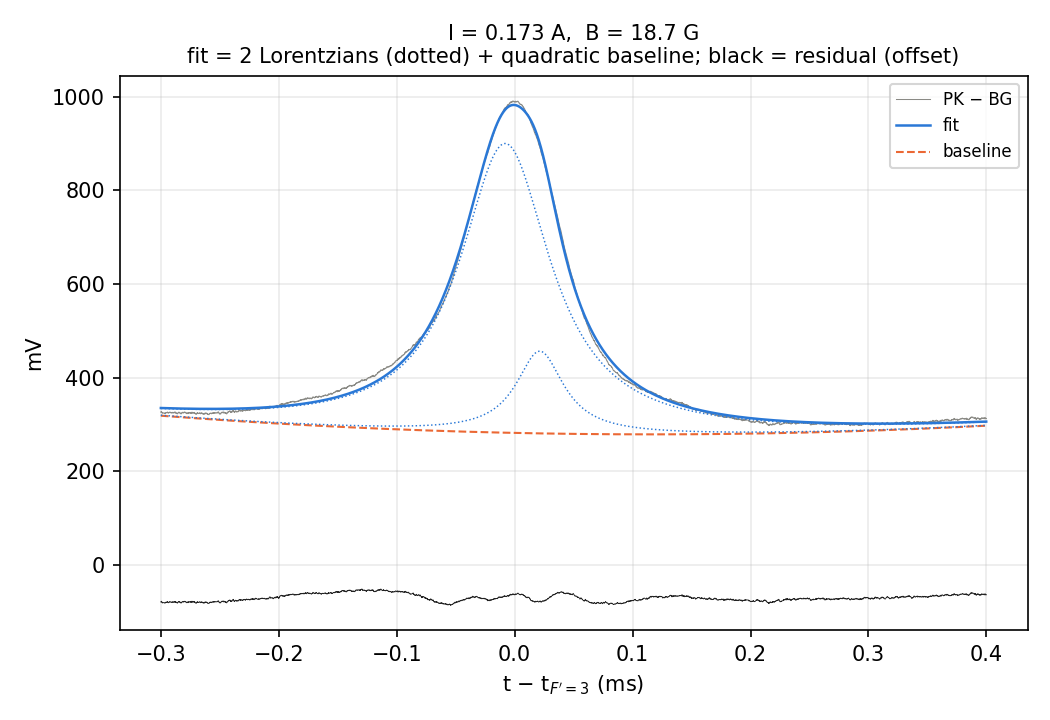 I = 0.173 A,  B = 18.7 G
fit = 2 Lorentzians (dotted) + quadratic baseline; black = residual (offset)
PK − BG
fit
baseline
1000
800
600
400
200
0
mV
−0.3 −0.2 −0.1 0.0 0.1 0.2 0.3 0.4
t − t_{F′=3} (ms)